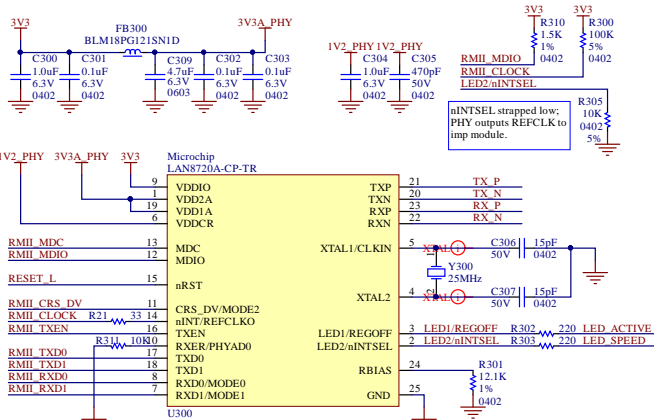 3V3
FB300
BLM18PG121SN1D
3V3A_PHY
C300
1.0uF
6.3V
0402
C301
0.1uF
6.3V
0402
C309
4.7uF
6.3V
0603
C302
0.1uF
6.3V
0402
C303
0.1uF
6.3V
0402
1V2_PHY 1V2_PHY
C304
1.0uF
6.3V
0402
C305
470pF
50V
0402
3V3
R310
1.5K
1%
0402
3V3
R300
100K
5%
0402
RMII_MDIO
RMII_CLOCK
LED2/nINTSEL
nINTSEL strapped low;
PHY outputs REFCLK to
imp module.
R305
10K
0402
5%
1V2_PHY 3V3A_PHY 3V3
Microchip
LAN8720A-CP-TR
9 VDDIO
1 VDD2A
19 VDD1A
6 VDDCR
RMII_MDC 13 MDC
RMII_MDIO 12 MDIO
RESET_L 15 nRST
RMII_CRS_DV 11 CRS_DV/MODE2
RMII_CLOCK R21 33 14 nINT/REFCLKO
RMII_TXEN 16 TXEN
R311 10K 10 RXER/PHYAD0
RMII_TXD0 17 TXD0
RMII_TXD1 18 TXD1
RMII_RXD0 8 RXD0/MODE0
RMII_RXD1 7 RXD1/MODE1
U300
TXP 21 TX_P
TXN 20 TX_N
RXP 23 RX_P
RXN 22 RX_N
XTAL1/CLKIN 5 XTAL1
C306 15pF
50V 0402
1
Y300
25MHz
2
XTAL2 4 XTAL2
C307 15pF
50V 0402
LED1/REGOFF 3 LED1/REGOFF R302 220 LED_ACTIVE
LED2/nINTSEL 2 LED2/nINTSEL R303 220 LED_SPEED
RBIAS 24
R301
12.1K
1%
0402
GND 25